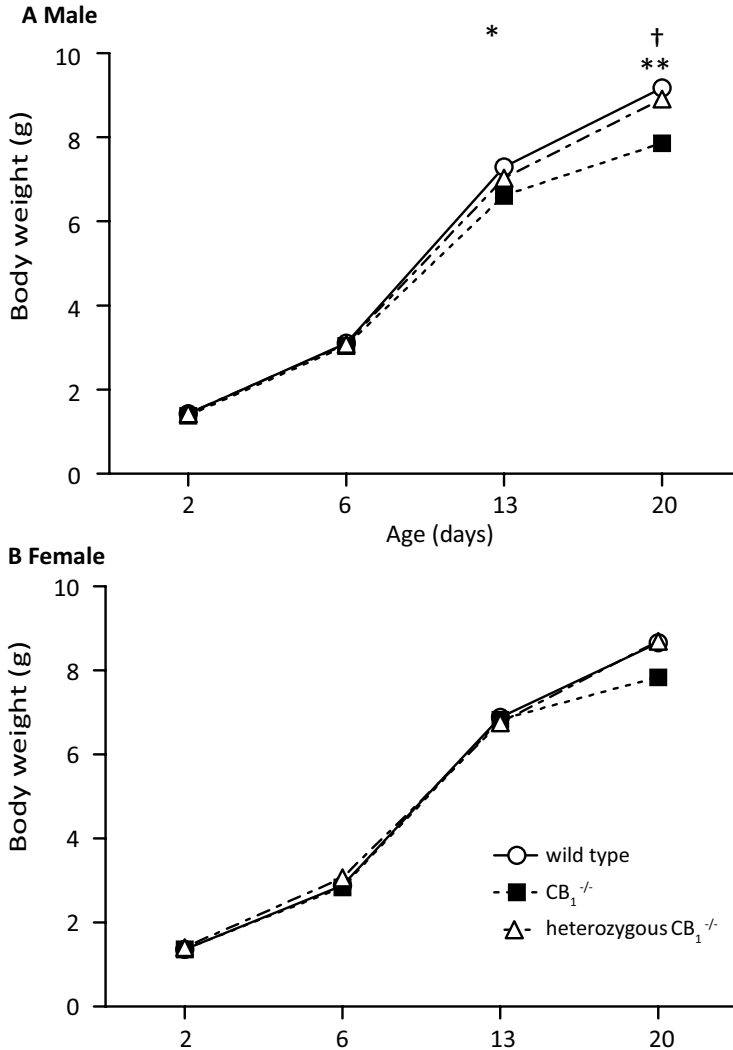 A Male
*
†
**
10
8
6
4
2
0
Body weight (g)
2 6 13 20
Age (days)
B Female
10
8
6
4
2
0
Body weight (g)
wild type
CB₁⁻/⁻
heterozygous CB₁⁻/⁻
2 6 13 20